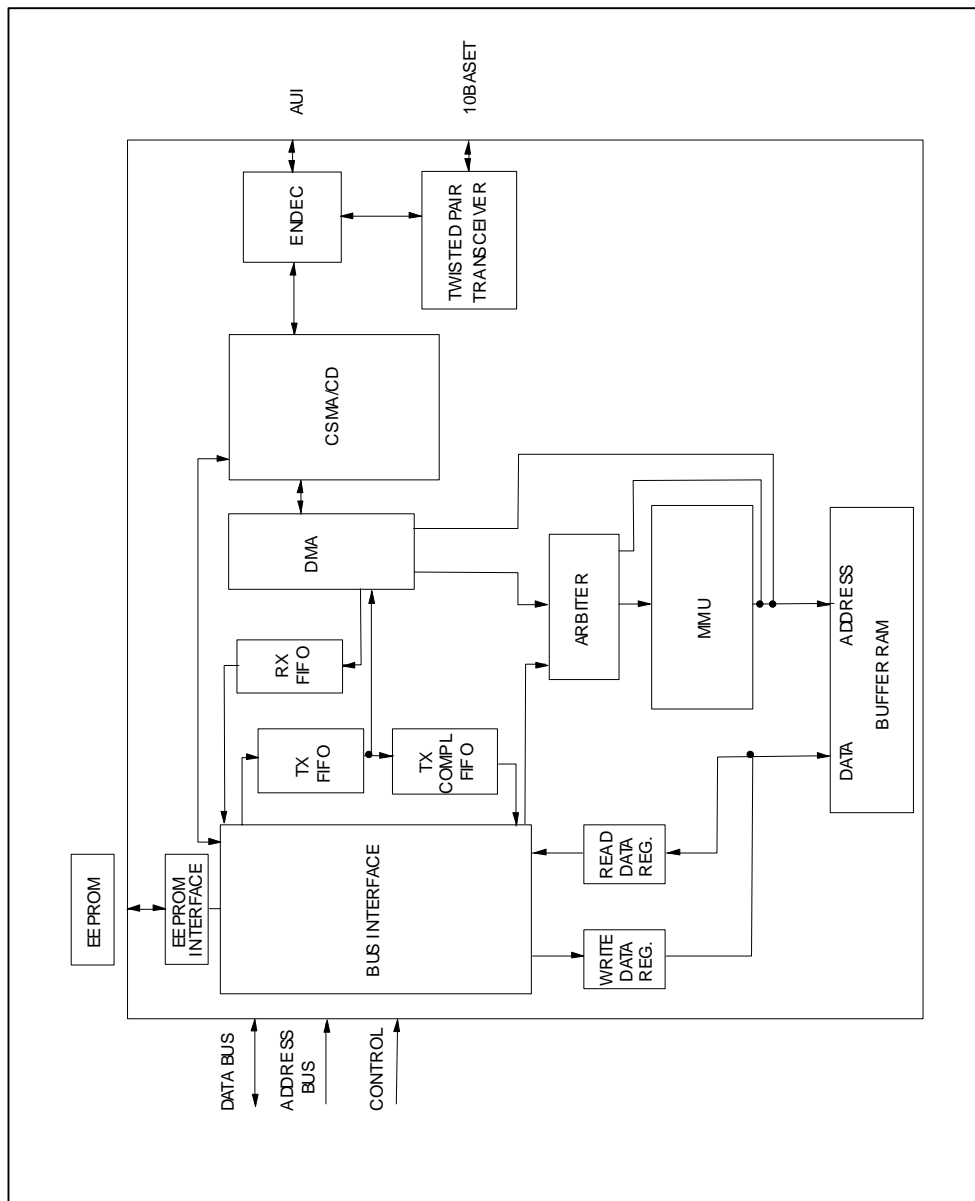 DATA BUS
ADDRESS
BUS
CONTROL
EEPROM
EEPROM
INTERFACE
BUS INTERFACE
WRITE
DATA
REG.
READ
DATA
REG.
TX
FIFO
TX
COMPL
FIFO
RX
FIFO
DMA
CSMA/CD
ENDEC
AUI
TWISTED PAIR
TRANSCEIVER
10BASET
ARBITER
MMU
DATA
ADDRESS
BUFFER RAM